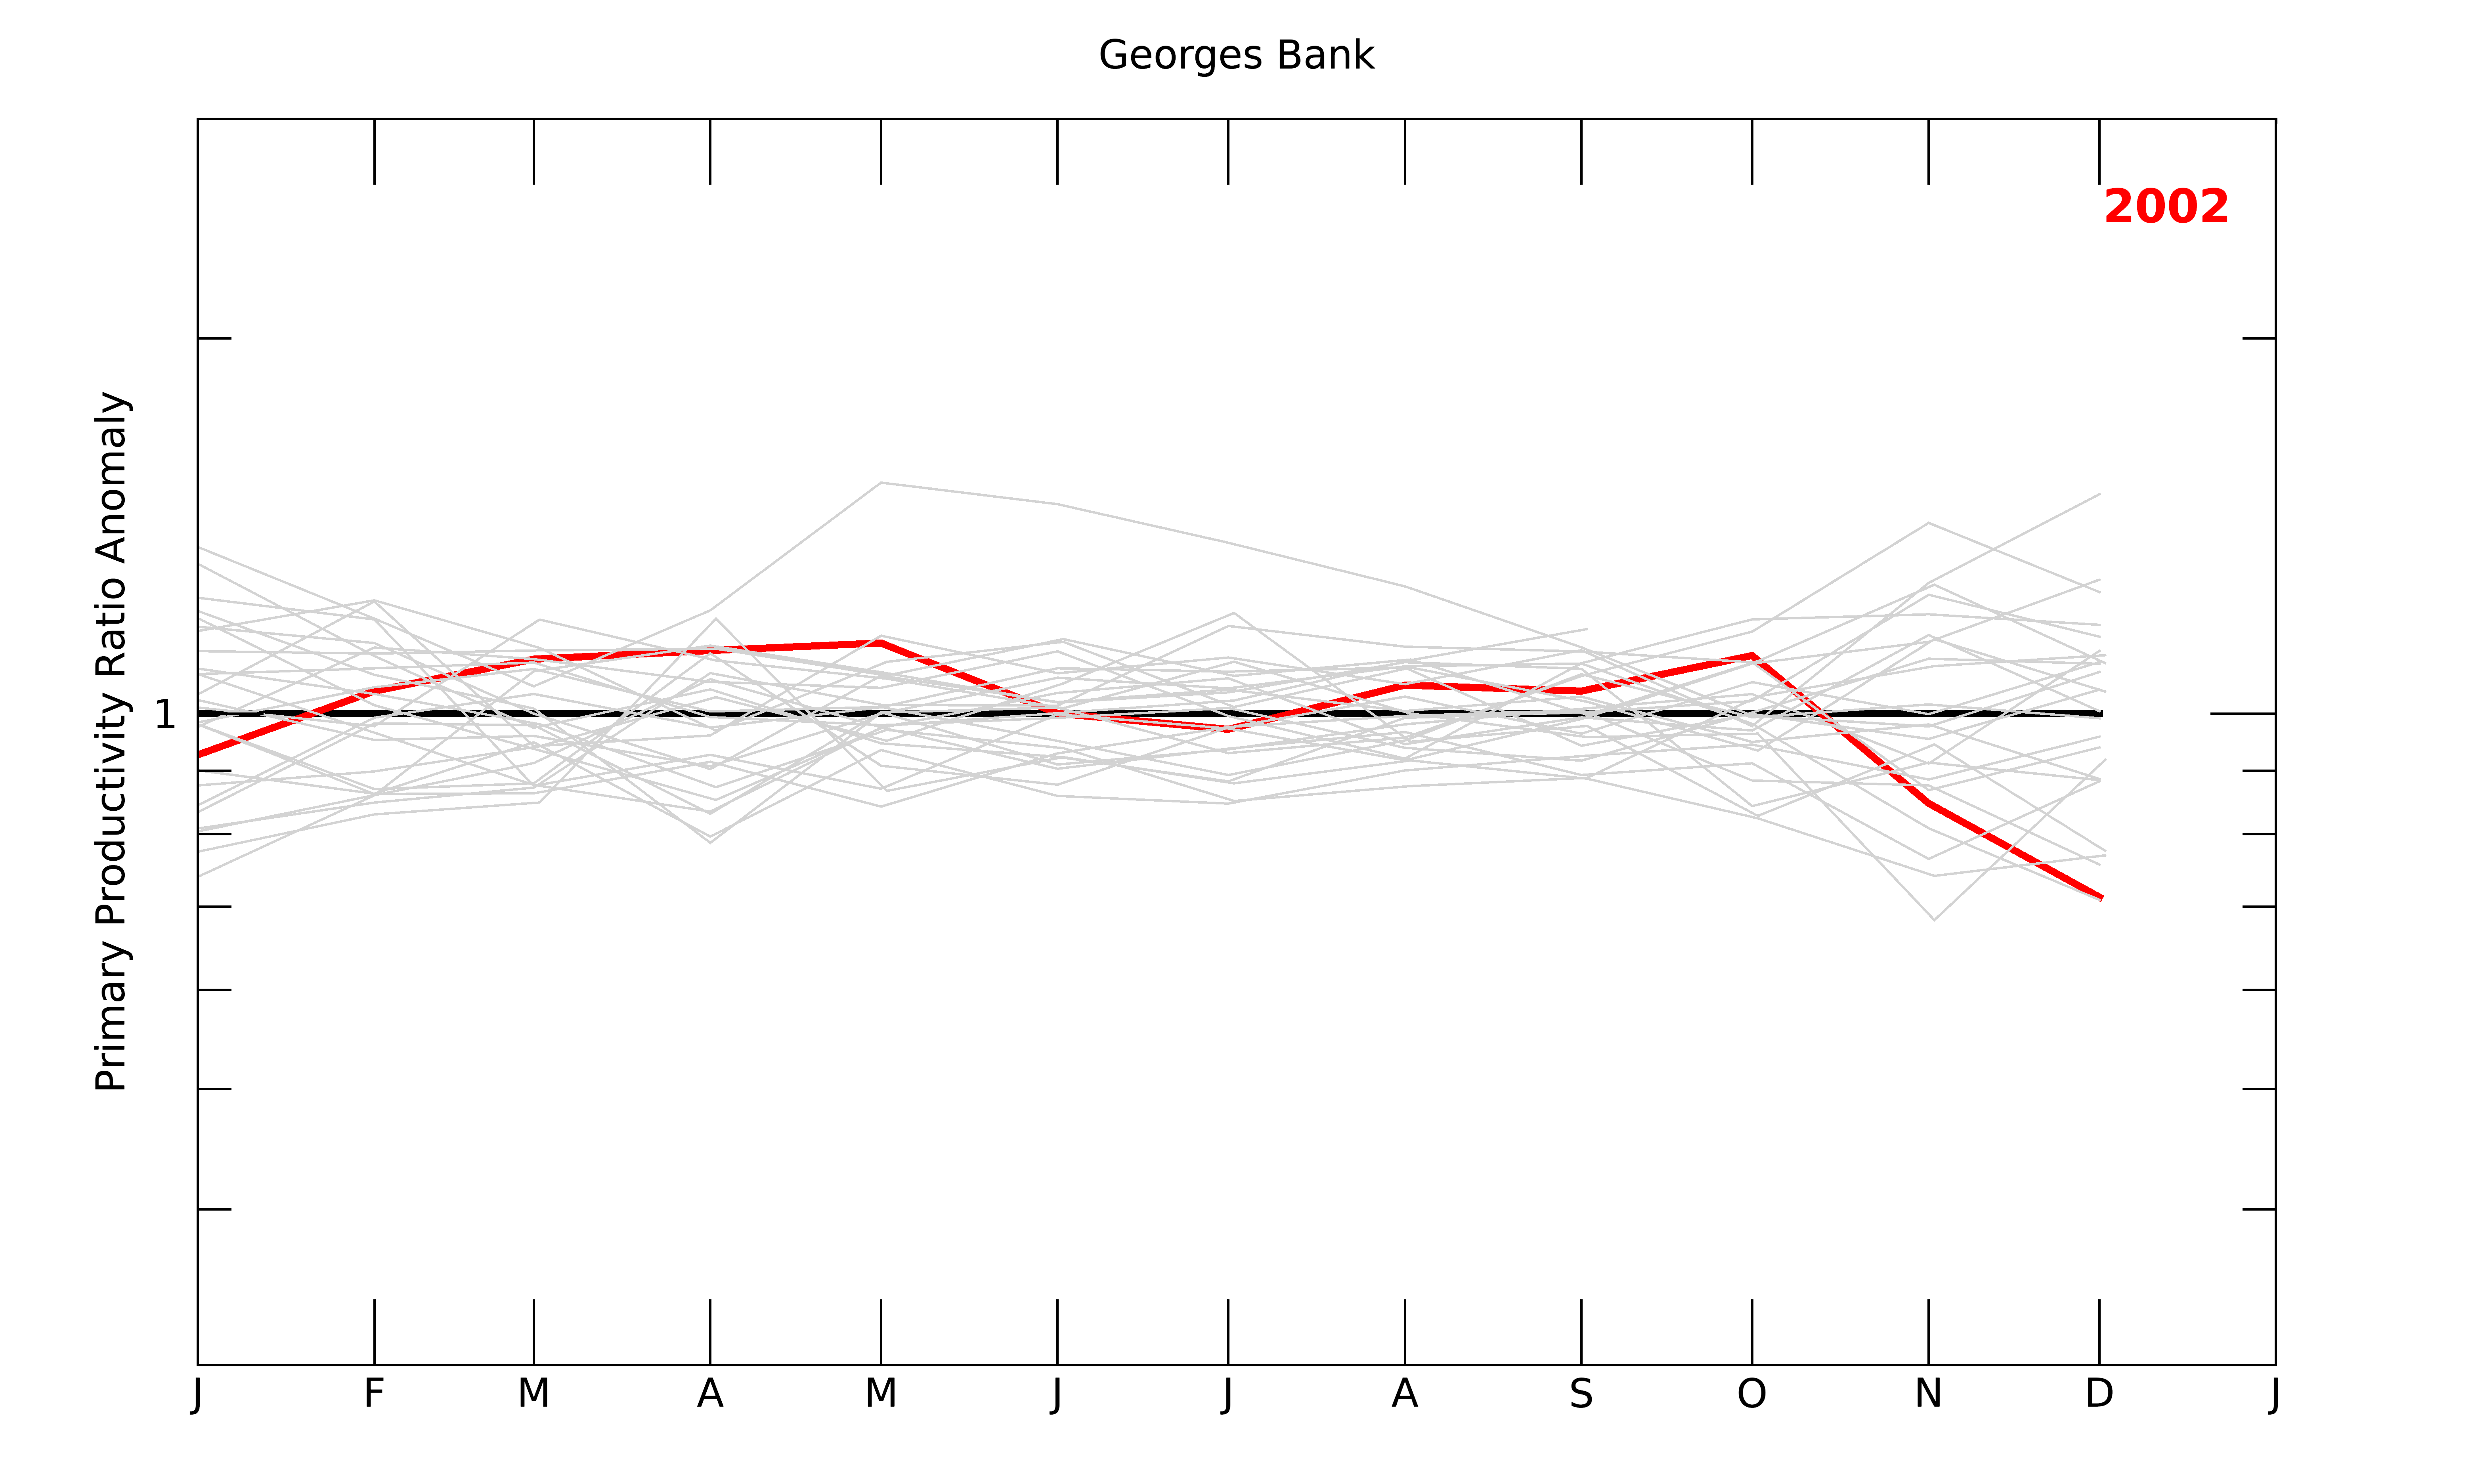 Georges Bank
2002
Primary Productivity Ratio Anomaly
1
J F M A M J J A S O N D J